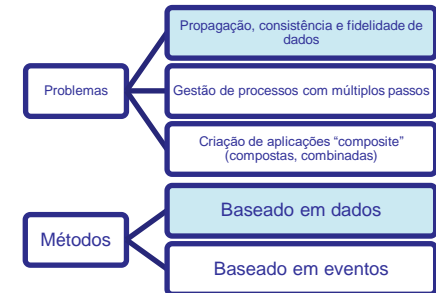 Propagação, consistência e fidelidade de
dados
Problemas
Gestão de processos com múltiplos passos
Criação de aplicações “composite”
(compostas, combinadas)
Baseado em dados
Métodos
Baseado em eventos